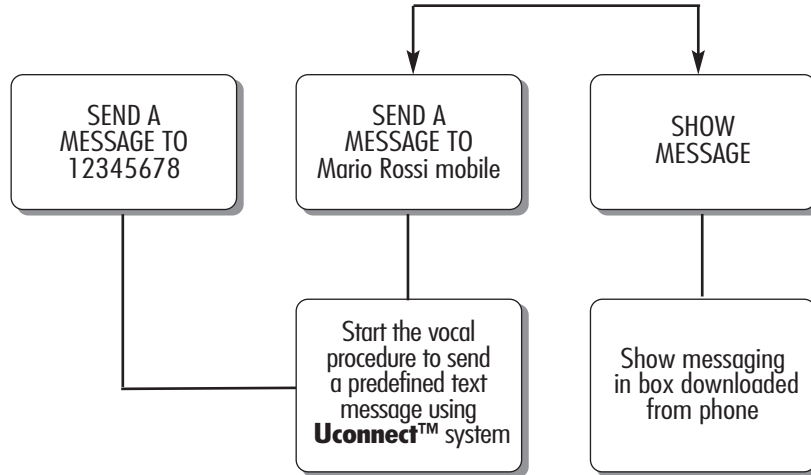 SEND A
MESSAGE TO
12345678
SEND A
MESSAGE TO
Mario Rossi mobile
SHOW
MESSAGE
Start the vocal
procedure to send
a predefined text
message using
Uconnect™ system
Show messaging
in box downloaded
from phone